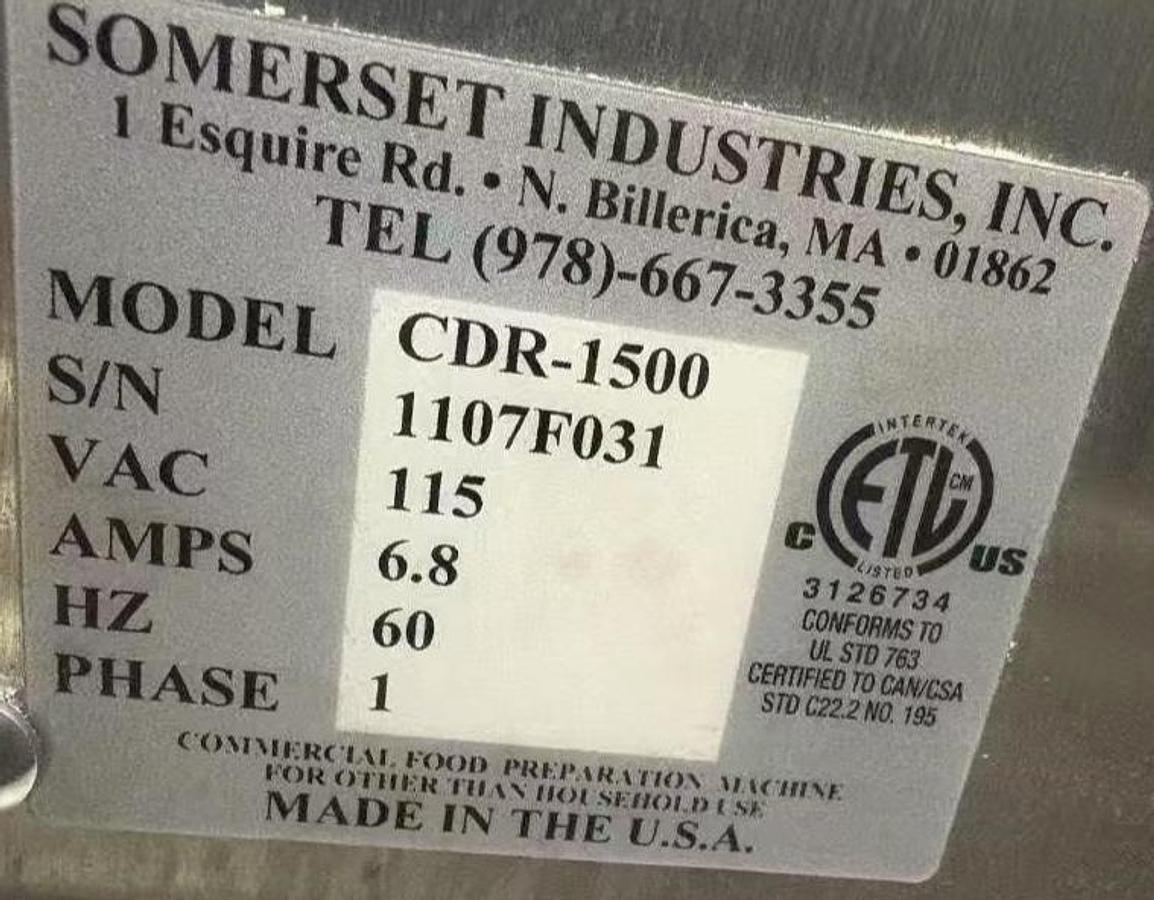 SOMERSET INDUSTRIES, INC.
1 Esquire Rd. • N. Billerica, MA • 01862
TEL (978)-667-3355
MODEL CDR-1500
S/N 1107F031
VAC 115
AMPS 6.8
HZ 60
PHASE 1
INTERTEK
ETL CM
LISTED
C US
3126734
CONFORMS TO
UL STD 763
CERTIFIED TO CAN/CSA
STD C22.2 NO. 195
COMMERCIAL FOOD PREPARATION MACHINE
FOR OTHER THAN HOUSEHOLD USE
MADE IN THE U.S.A.